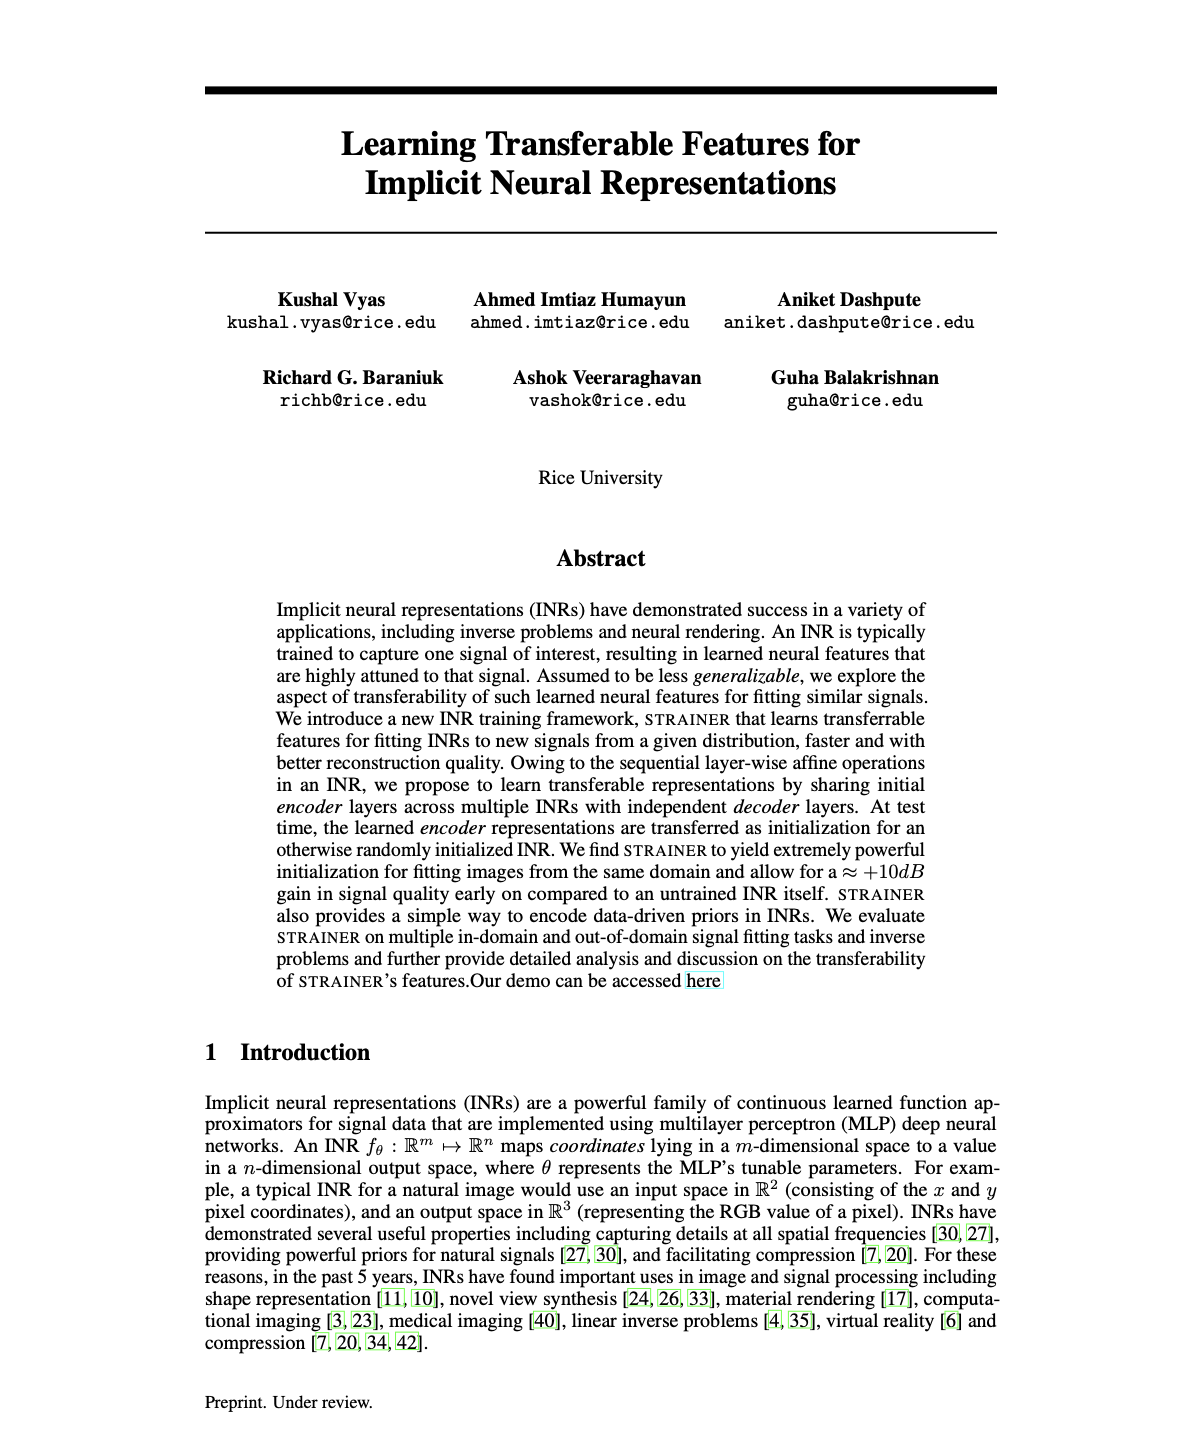 Learning Transferable Features for
Implicit Neural Representations
Kushal Vyas
kushal.vyas@rice.edu
Ahmed Imtiaz Humayun
ahmed.imtiaz@rice.edu
Aniket Dashpute
aniket.dashpute@rice.edu
Richard G. Baraniuk
richb@rice.edu
Ashok Veeraraghavan
vashok@rice.edu
Guha Balakrishnan
guha@rice.edu
Rice University
Abstract
Implicit neural representations (INRs) have demonstrated success in a variety of
applications, including inverse problems and neural rendering. An INR is typically
trained to capture one signal of interest, resulting in learned neural features that
are highly attuned to that signal. Assumed to be less generalizable, we explore the
aspect of transferability of such learned neural features for fitting similar signals.
We introduce a new INR training framework, STRAINER that learns transferrable
features for fitting INRs to new signals from a given distribution, faster and with
better reconstruction quality. Owing to the sequential layer-wise affine operations
in an INR, we propose to learn transferable representations by sharing initial
encoder layers across multiple INRs with independent decoder layers. At test
time, the learned encoder representations are transferred as initialization for an
otherwise randomly initialized INR. We find STRAINER to yield extremely powerful
initialization for fitting images from the same domain and allow for a ≈ +10dB
gain in signal quality early on compared to an untrained INR itself. STRAINER
also provides a simple way to encode data-driven priors in INRs. We evaluate
STRAINER on multiple in-domain and out-of-domain signal fitting tasks and inverse
problems and further provide detailed analysis and discussion on the transferability
of STRAINER's features.Our demo can be accessed here
1 Introduction
Implicit neural representations (INRs) are a powerful family of continuous learned function ap-
proximators for signal data that are implemented using multilayer perceptron (MLP) deep neural
networks. An INR fθ : ℝᵐ ↦ ℝⁿ maps coordinates lying in a m-dimensional space to a value
in a n-dimensional output space, where θ represents the MLP's tunable parameters. For exam-
ple, a typical INR for a natural image would use an input space in ℝ² (consisting of the x and y
pixel coordinates), and an output space in ℝ³ (representing the RGB value of a pixel). INRs have
demonstrated several useful properties including capturing details at all spatial frequencies [30, 27],
providing powerful priors for natural signals [27, 30], and facilitating compression [7, 20]. For these
reasons, in the past 5 years, INRs have found important uses in image and signal processing including
shape representation [11, 10], novel view synthesis [24, 26, 33], material rendering [17], computa-
tional imaging [3, 23], medical imaging [40], linear inverse problems [4, 35], virtual reality [6] and
compression [7, 20, 34, 42].
Preprint. Under review.